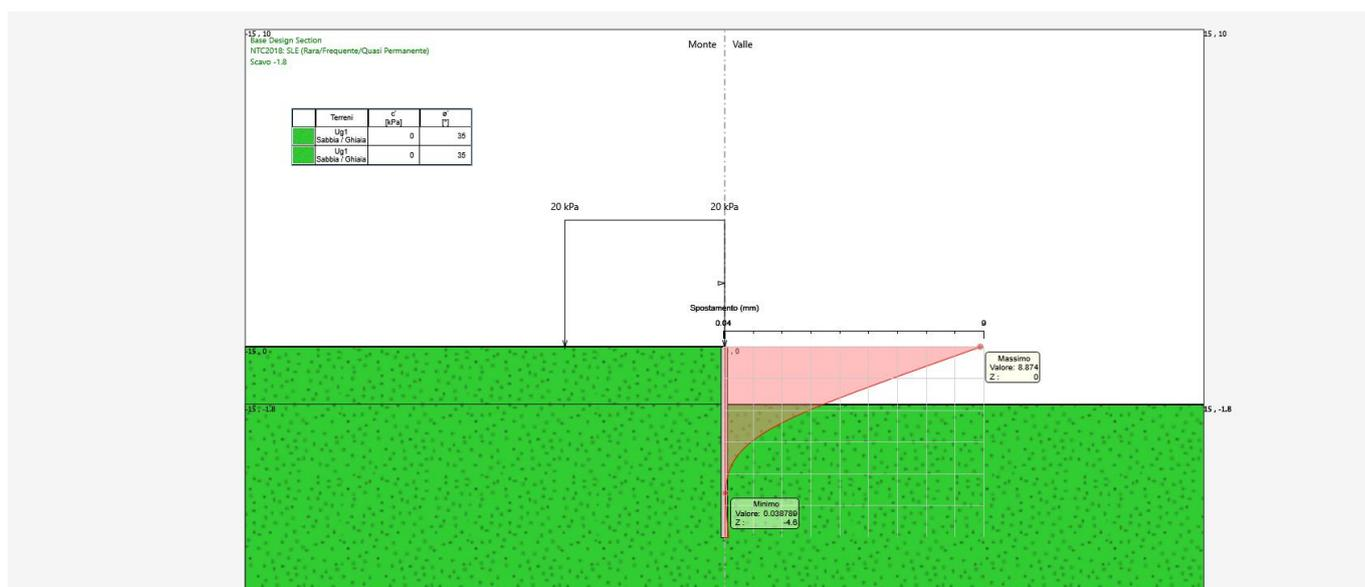 -15, 10
15, 10
Base Design Section
NTC2018: SLE (Rara/Frequente/Quasi Permanente)
Scavo -1.8
Monte
Valle
Terreni
c'
[kPa]
ø'
[°]
Ug1
Sabbia / Ghiaia
0
35
Ug1
Sabbia / Ghiaia
0
35
20 kPa
20 kPa
Spostamento (mm)
0.04
9
-15, 0
, 0
Massimo
Valore: 8.874
Z : 0
-15, -1.8
15, -1.8
Minimo
Valore: 0.038789
Z : -4.6